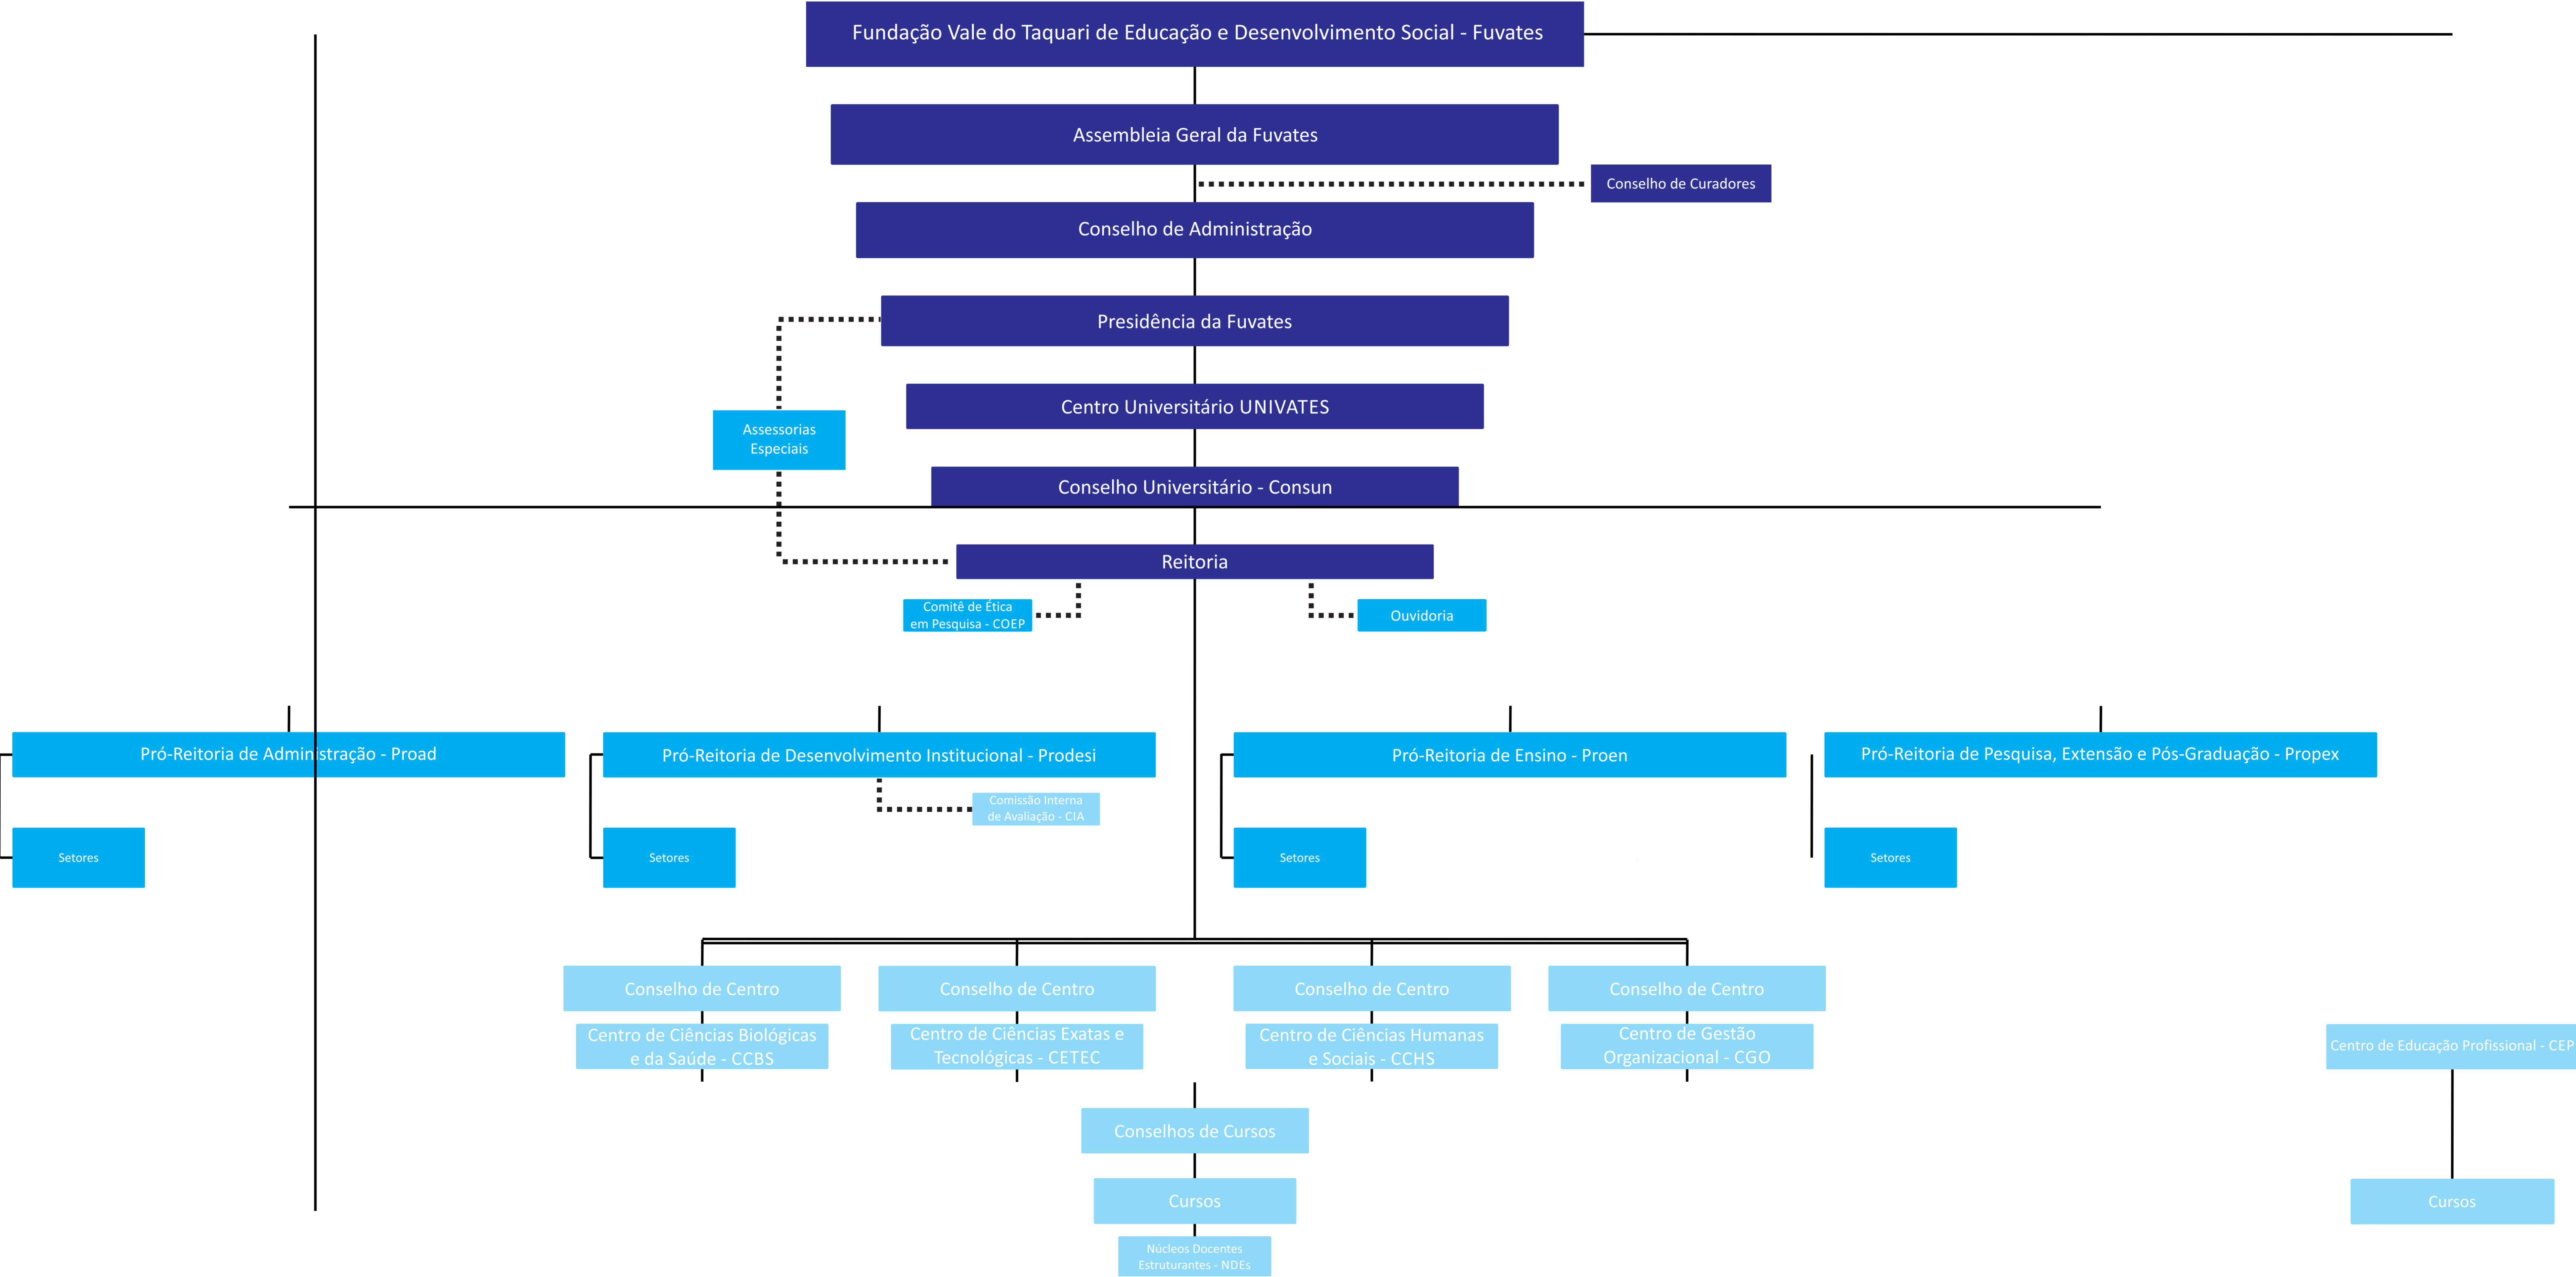 Fundação Vale do Taquari de Educação e Desenvolvimento Social - Fuvates
Assembleia Geral da Fuvates
Conselho de Curadores
Conselho de Administração
Presidência da Fuvates
Centro Universitário UNIVATES
Assessorias
Especiais
Conselho Universitário - Consun
Reitoria
Comitê de Ética
em Pesquisa - COEP
Ouvidoria
Pró-Reitoria de Administração - Proad
Pró-Reitoria de Desenvolvimento Institucional - Prodesi
Pró-Reitoria de Ensino - Proen
Pró-Reitoria de Pesquisa, Extensão e Pós-Graduação - Propex
Comissão Interna
de Avaliação - CIA
Setores
Setores
Setores
Setores
Conselho de Centro
Conselho de Centro
Conselho de Centro
Conselho de Centro
Centro de Ciências Biológicas
e da Saúde - CCBS
Centro de Ciências Exatas e
Tecnológicas - CETEC
Centro de Ciências Humanas
e Sociais - CCHS
Centro de Gestão
Organizacional - CGO
Centro de Educação Profissional - CEP
Conselhos de Cursos
Cursos
Cursos
Núcleos Docentes
Estruturantes - NDEs